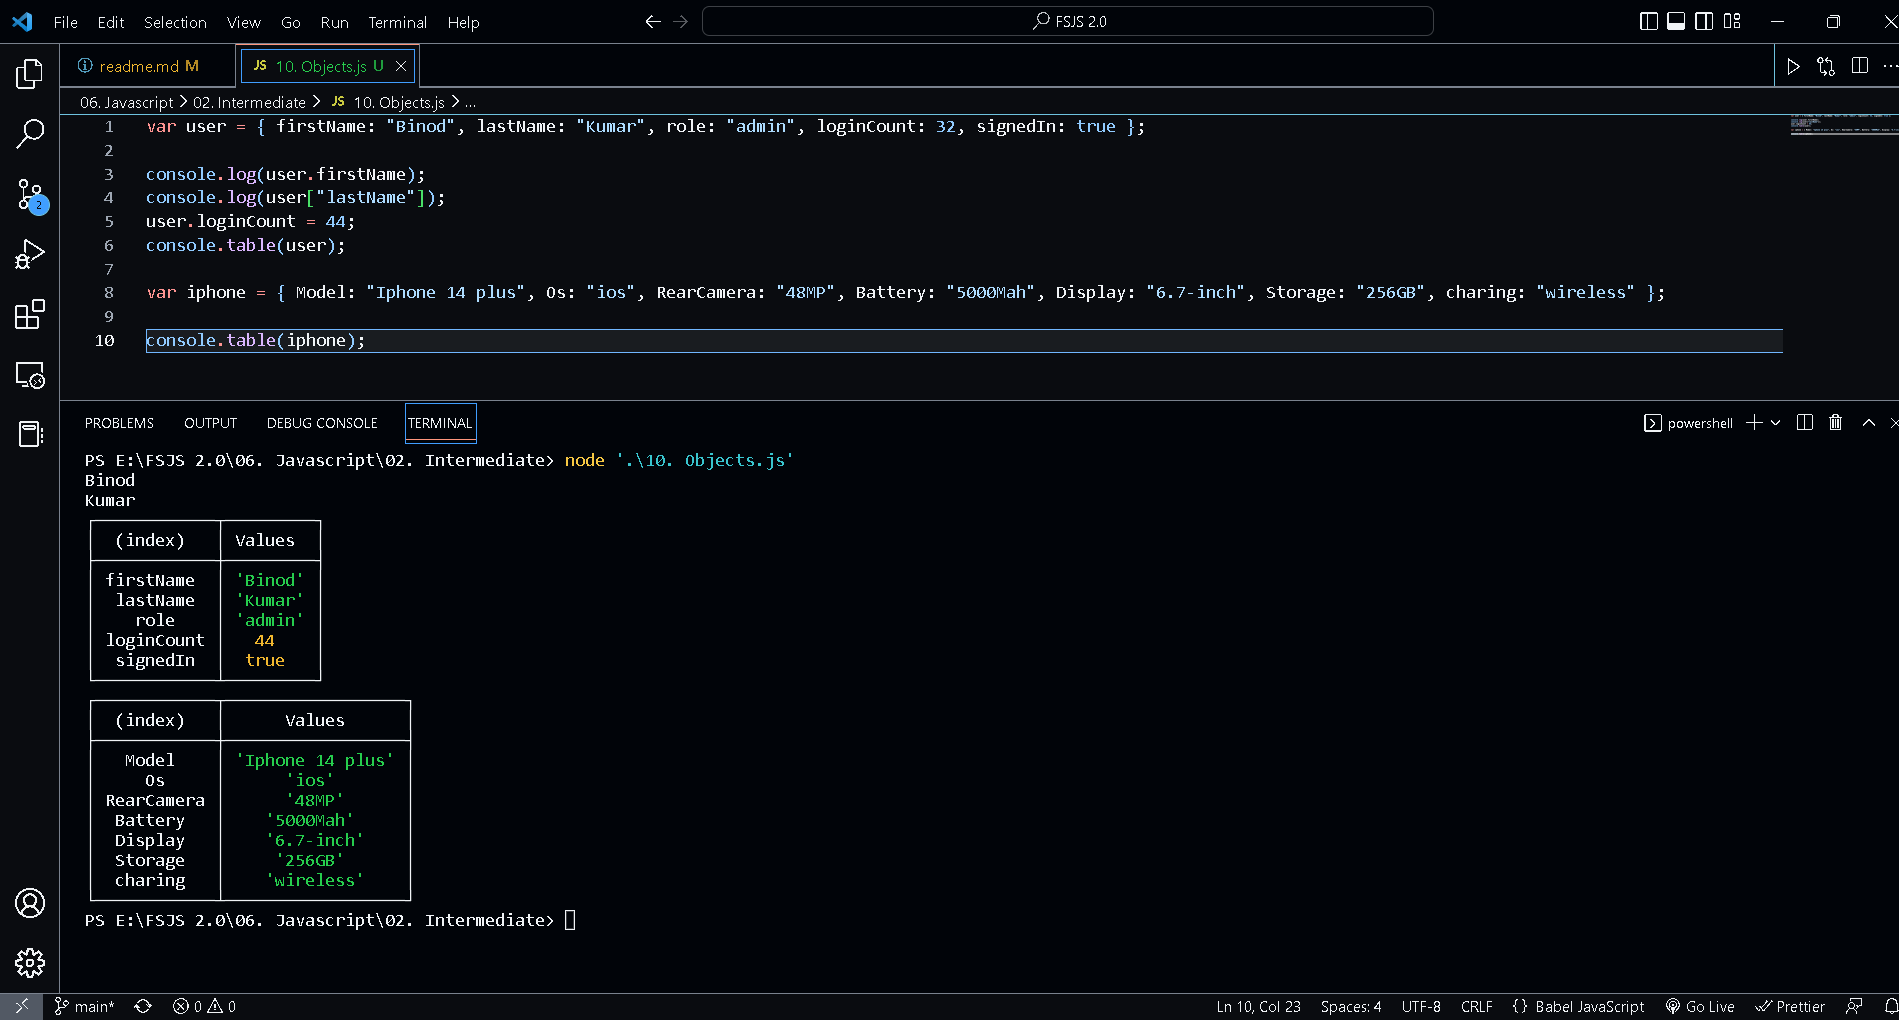 File Edit Selection View Go Run Terminal Help FSJS 2.0
readme.md M JS 10. Objects.js U
06. Javascript > 02. Intermediate > JS 10. Objects.js > ...
1 var user = { firstName: "Binod", lastName: "Kumar", role: "admin", loginCount: 32, signedIn: true };
2
3 console.log(user.firstName);
4 console.log(user["lastName"]);
5 user.loginCount = 44;
6 console.table(user);
7
8 var iphone = { Model: "Iphone 14 plus", Os: "ios", RearCamera: "48MP", Battery: "5000Mah", Display: "6.7-inch", Storage: "256GB", charing: "wireless" };
9
10 console.table(iphone);
2
PROBLEMS OUTPUT DEBUG CONSOLE TERMINAL powershell
PS E:\FSJS 2.0\06. Javascript\02. Intermediate> node '.\10. Objects.js'
Binod
Kumar
(index) Values
firstName 'Binod'
lastName 'Kumar'
role 'admin'
loginCount 44
signedIn true
(index) Values
Model 'Iphone 14 plus'
Os 'ios'
RearCamera '48MP'
Battery '5000Mah'
Display '6.7-inch'
Storage '256GB'
charing 'wireless'
PS E:\FSJS 2.0\06. Javascript\02. Intermediate>
main* 0 0 Ln 10, Col 23 Spaces: 4 UTF-8 CRLF {} Babel JavaScript Go Live Prettier